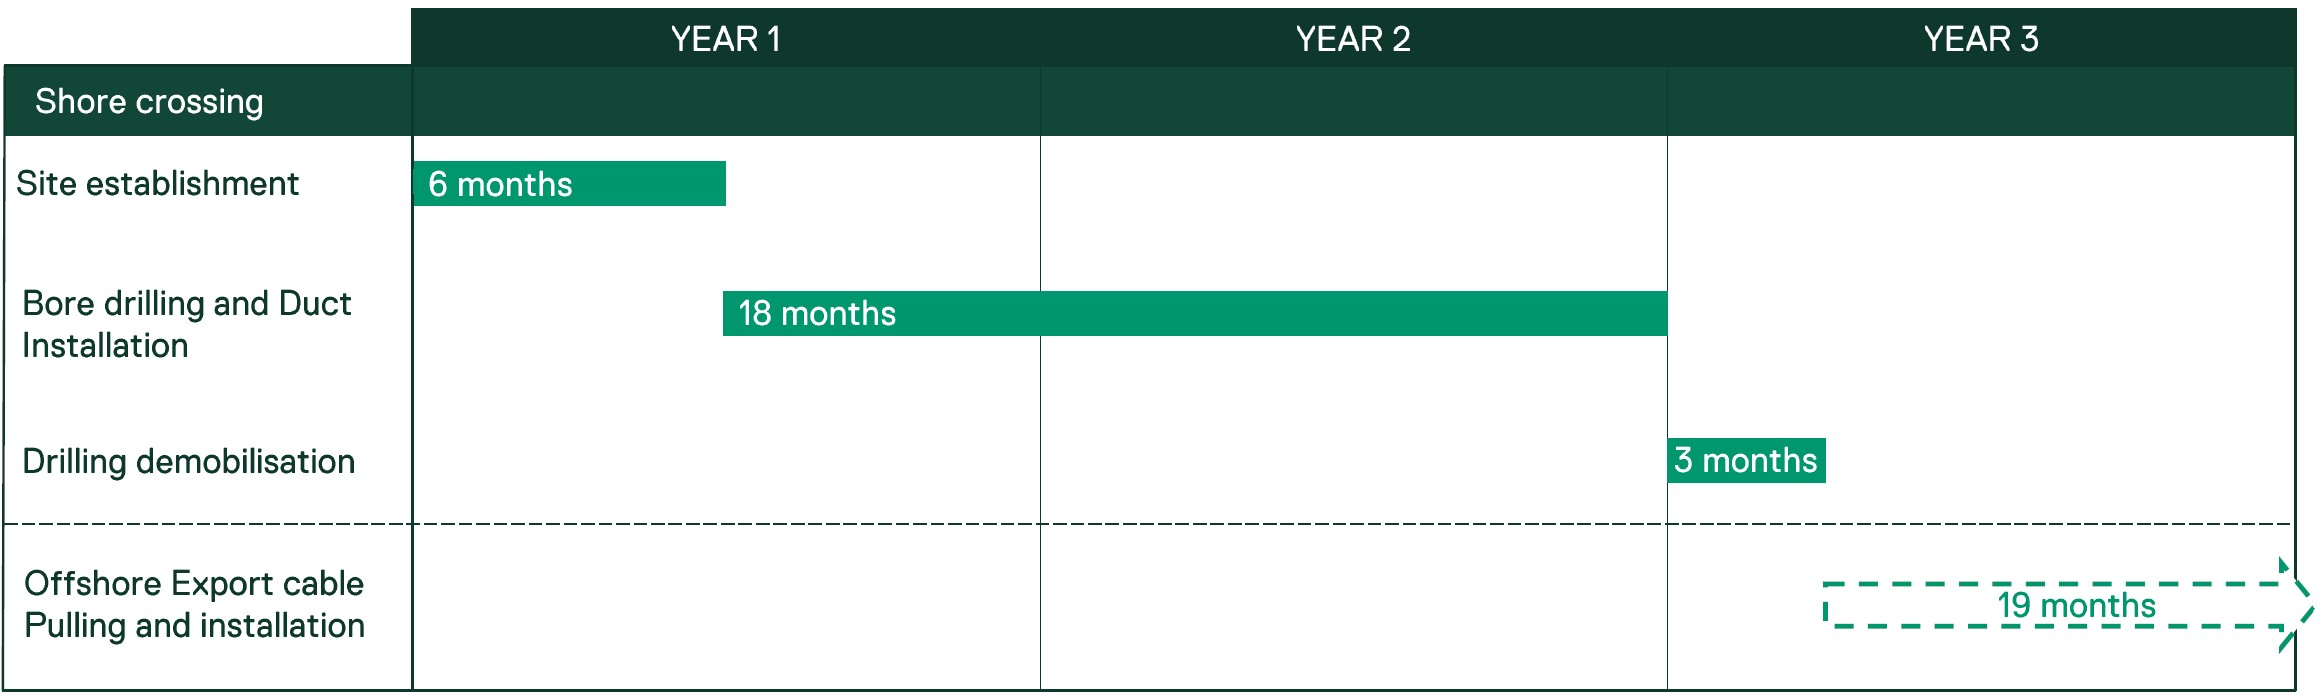 YEAR 1
YEAR 2
YEAR 3
Shore crossing
Site establishment
6 months
Bore drilling and Duct
Installation
18 months
Drilling demobilisation
3 months
Offshore Export cable
Pulling and installation
19 months